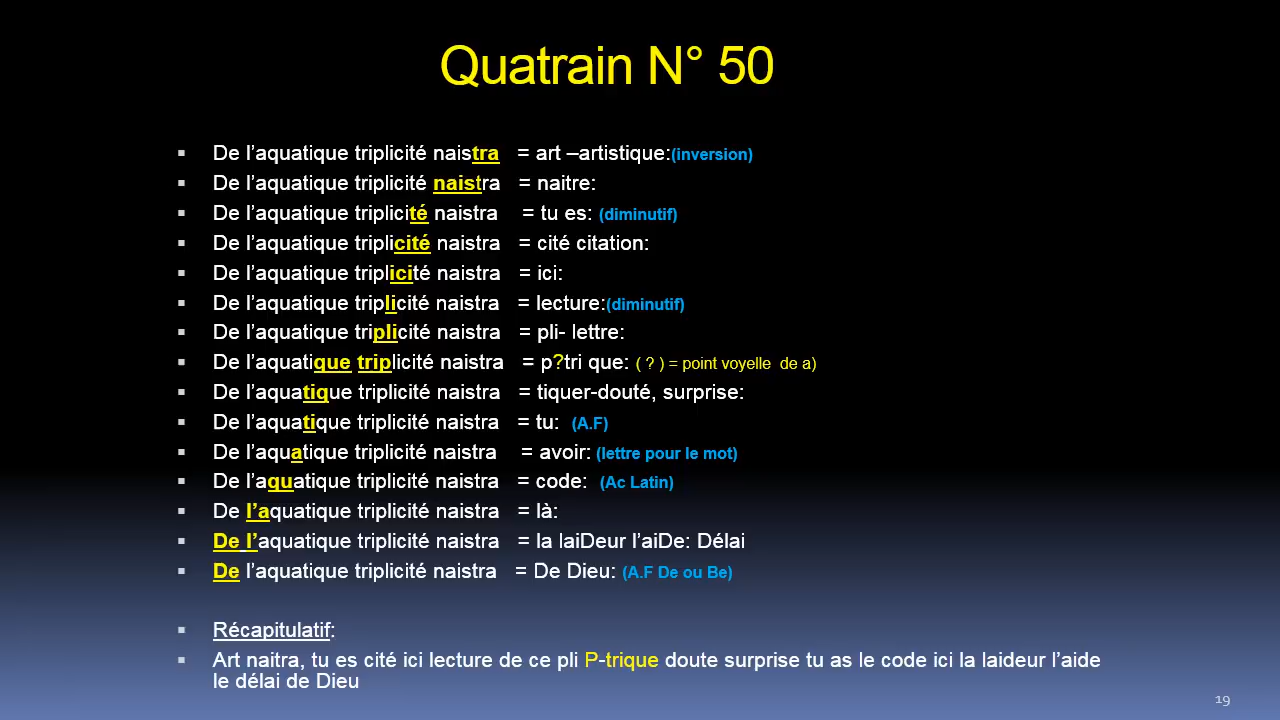 Quatrain N° 50
▪ De l’aquatique triplicité naistra = art –artistique:(inversion)
▪ De l’aquatique triplicité naistra = naitre:
▪ De l’aquatique triplicité naistra = tu es: (diminutif)
▪ De l’aquatique triplicité naistra = cité citation:
▪ De l’aquatique triplicité naistra = ici:
▪ De l’aquatique triplicité naistra = lecture:(diminutif)
▪ De l’aquatique triplicité naistra = pli- lettre:
▪ De l’aquatique triplicité naistra = p?tri que: ( ? ) = point voyelle de a)
▪ De l’aquatique triplicité naistra = tiquer-douté, surprise:
▪ De l’aquatique triplicité naistra = tu: (A.F)
▪ De l’aquatique triplicité naistra = avoir: (lettre pour le mot)
▪ De l’aquatique triplicité naistra = code: (Ac Latin)
▪ De l’aquatique triplicité naistra = là:
▪ De l’aquatique triplicité naistra = la laiDeur l’aiDe: Délai
▪ De l’aquatique triplicité naistra = De Dieu: (A.F De ou Be)
▪ Récapitulatif:
▪ Art naitra, tu es cité ici lecture de ce pli P-trique doute surprise tu as le code ici la laideur l’aide
le délai de Dieu
19